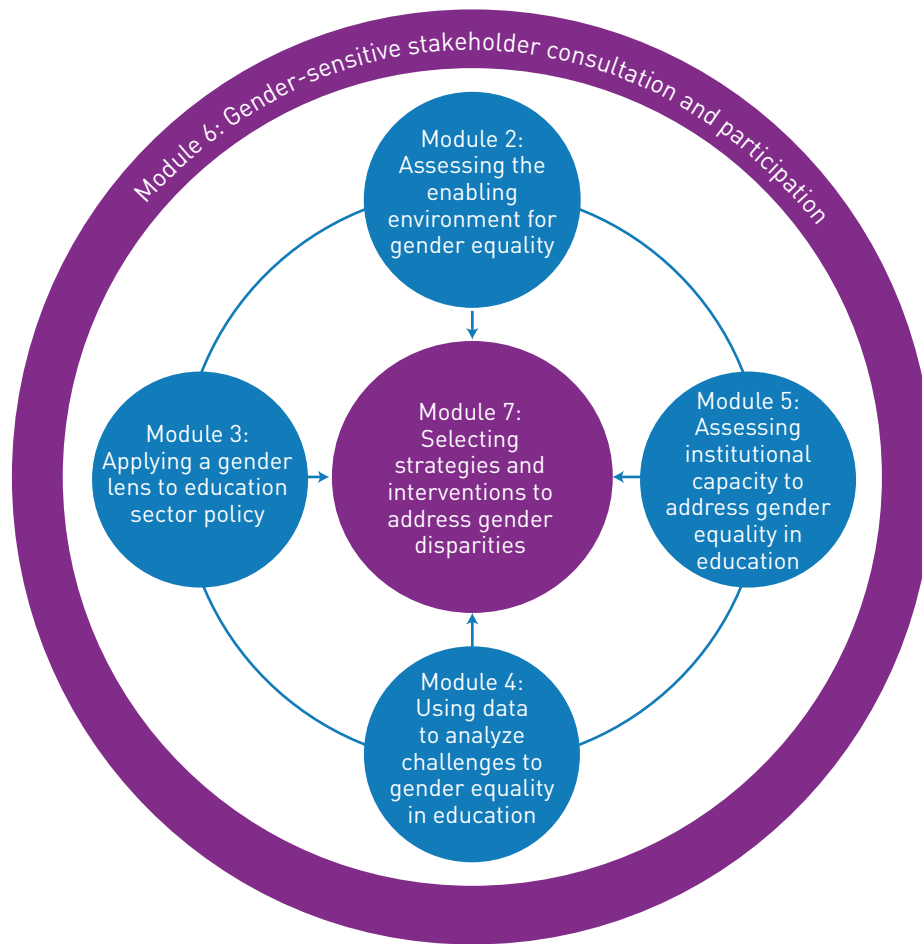 Module 6: Gender-sensitive stakeholder consultation and participation
Module 2:
Assessing the
enabling
environment for
gender equality
Module 3:
Applying a gender
lens to education
sector policy
Module 7:
Selecting
strategies and
interventions to
address gender
disparities
Module 5:
Assessing
institutional
capacity to
address gender
equality in
education
Module 4:
Using data
to analyze
challenges to
gender equality
in education